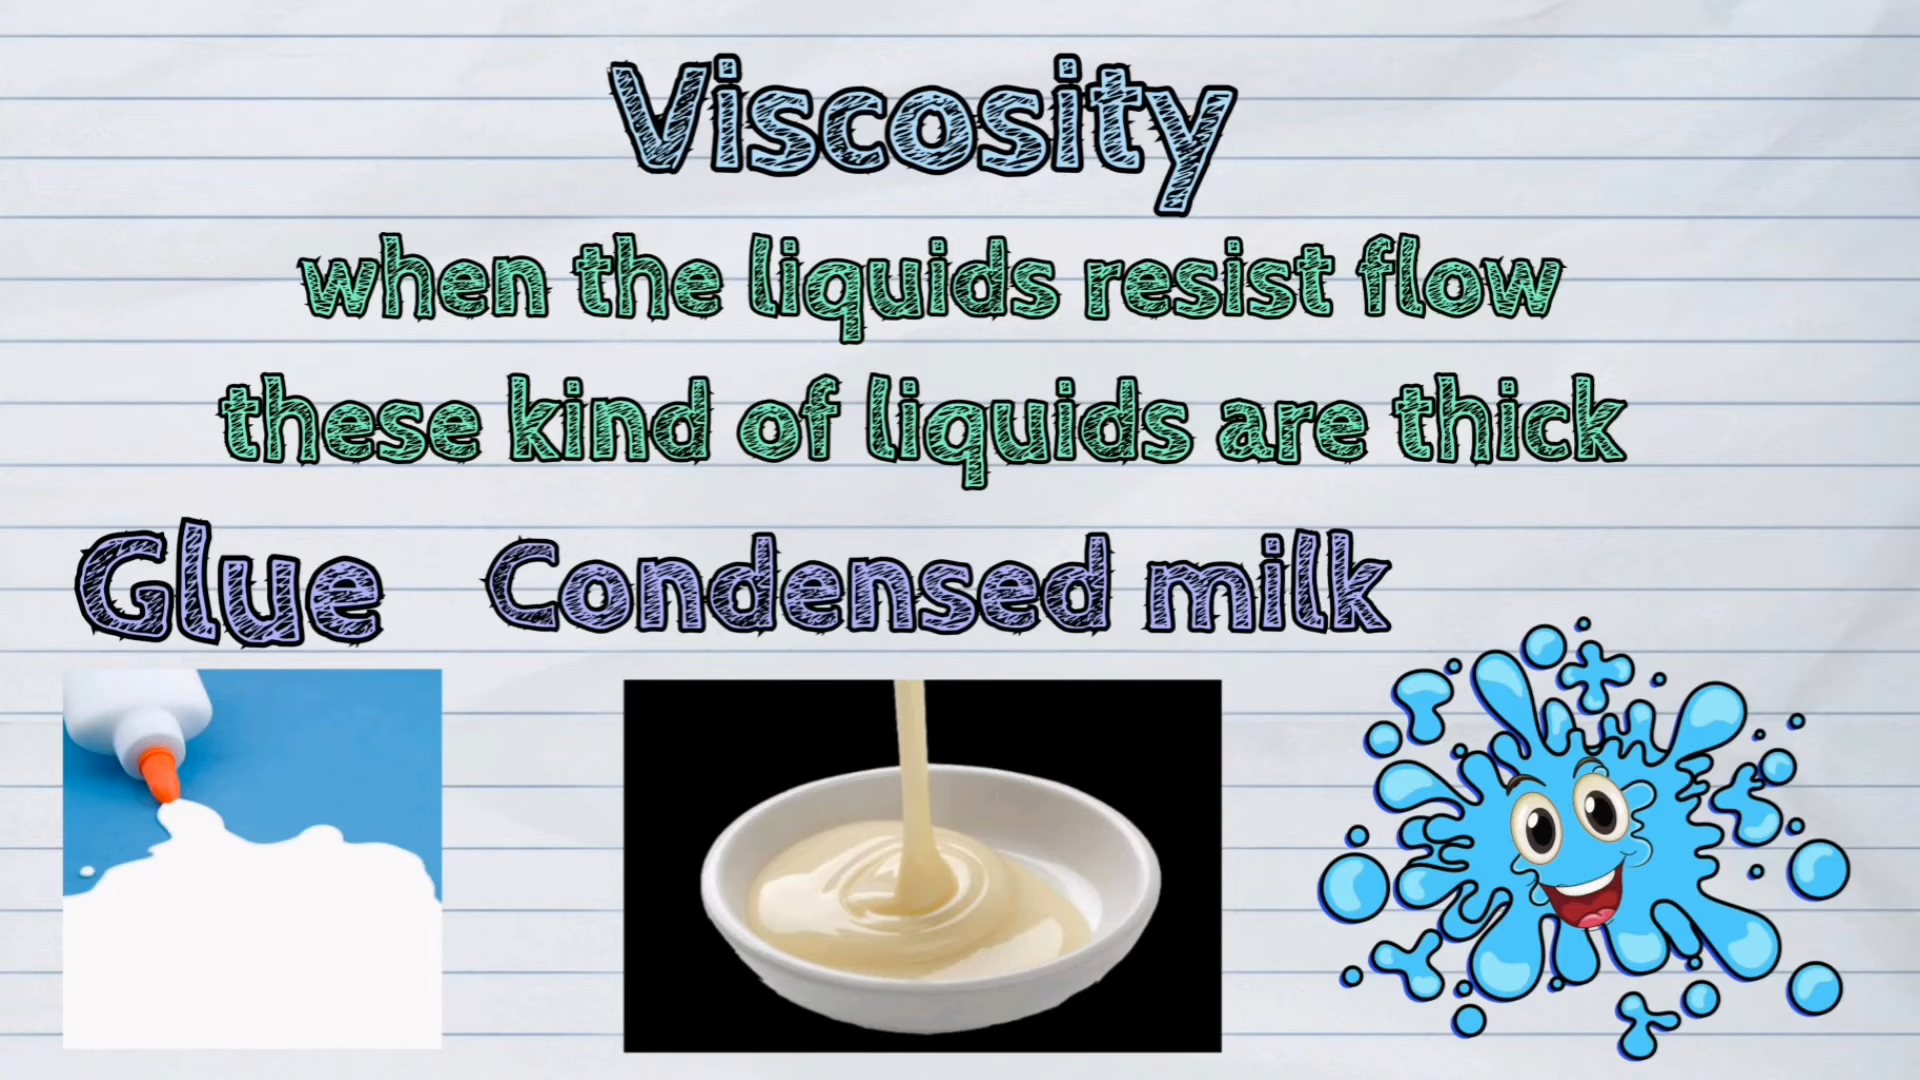 Viscosity
when the liquids resist flow
these kind of liquids are thick
Glue Condensed milk